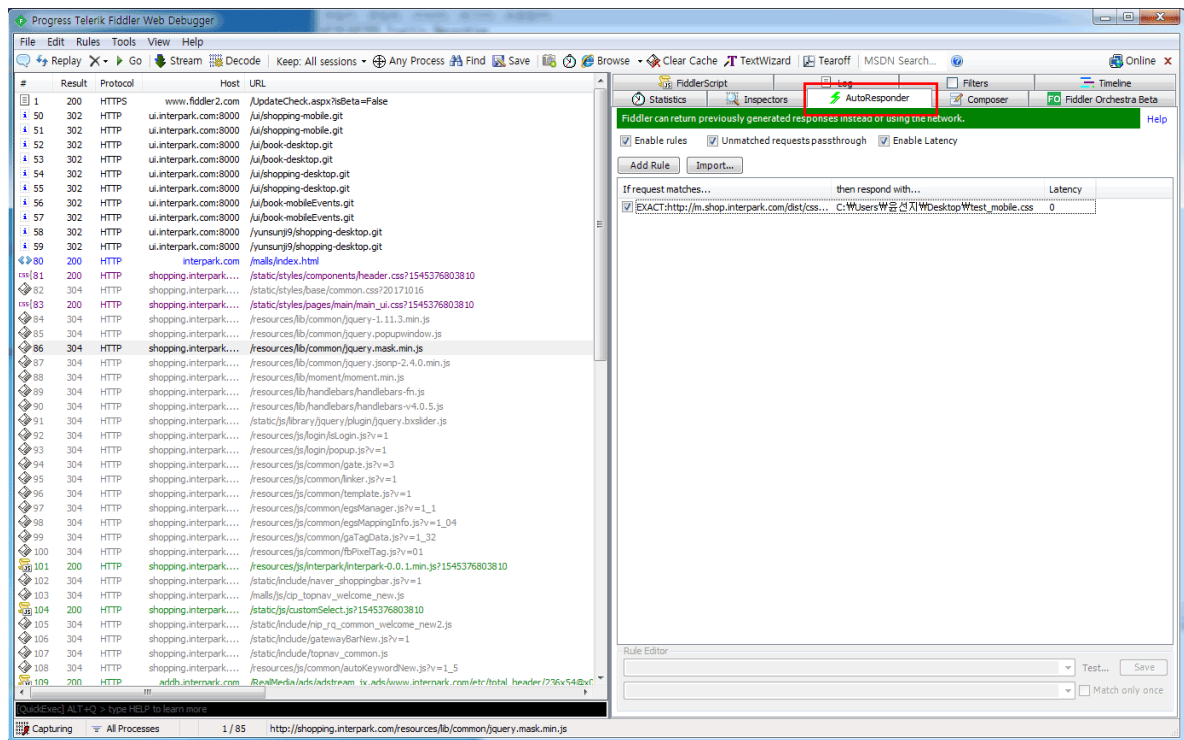 Progress Telerik Fiddler Web Debugger
File Edit Rules Tools View Help
Replay Go Stream Decode Keep: All sessions Any Process Find Save Browse Clear Cache TextWizard Tearoff MSDN Search... Online
# Result Protocol Host URL
1 200 HTTPS www.fiddler2.com /UpdateCheck.aspx?isBeta=False
50 302 HTTP ui.interpark.com:8000 /ui/shopping-mobile.git
51 302 HTTP ui.interpark.com:8000 /ui/shopping-mobile.git
52 302 HTTP ui.interpark.com:8000 /ui/book-desktop.git
53 302 HTTP ui.interpark.com:8000 /ui/book-desktop.git
54 302 HTTP ui.interpark.com:8000 /ui/shopping-desktop.git
55 302 HTTP ui.interpark.com:8000 /ui/shopping-desktop.git
56 302 HTTP ui.interpark.com:8000 /ui/book-mobileEvents.git
57 302 HTTP ui.interpark.com:8000 /ui/book-mobileEvents.git
58 302 HTTP ui.interpark.com:8000 /yunsunji9/shopping-desktop.git
59 302 HTTP ui.interpark.com:8000 /yunsunji9/shopping-desktop.git
80 200 HTTP interpark.com /malls/index.html
81 200 HTTP shopping.interpark.... /static/styles/components/header.css?1545376803810
82 304 HTTP shopping.interpark.... /static/styles/base/common.css?20171016
83 200 HTTP shopping.interpark.... /static/styles/pages/main/main_ui.css?1545376803810
84 304 HTTP shopping.interpark.... /resources/lib/common/jquery-1.11.3.min.js
85 304 HTTP shopping.interpark.... /resources/lib/common/jquery.popupwindow.js
86 304 HTTP shopping.interpark.... /resources/lib/common/jquery.mask.min.js
87 304 HTTP shopping.interpark.... /resources/lib/common/jquery.jsonp-2.4.0.min.js
88 304 HTTP shopping.interpark.... /resources/lib/moment/moment.min.js
89 304 HTTP shopping.interpark.... /resources/lib/handlebars/handlebars-fn.js
90 304 HTTP shopping.interpark.... /resources/lib/handlebars/handlebars-v4.0.5.js
91 304 HTTP shopping.interpark.... /static/js/library/jquery/plugin/jquery.bxslider.js
92 304 HTTP shopping.interpark.... /resources/js/login/isLogin.js?v=1
93 304 HTTP shopping.interpark.... /resources/js/login/popup.js?v=1
94 304 HTTP shopping.interpark.... /resources/js/common/gate.js?v=3
95 304 HTTP shopping.interpark.... /resources/js/common/linker.js?v=1
96 304 HTTP shopping.interpark.... /resources/js/common/template.js?v=1
97 304 HTTP shopping.interpark.... /resources/js/common/egsManager.js?v=1_1
98 304 HTTP shopping.interpark.... /resources/js/common/egsMappingInfo.js?v=1_04
99 304 HTTP shopping.interpark.... /resources/js/common/gaTagData.js?v=1_32
100 304 HTTP shopping.interpark.... /resources/js/common/fbPixelTag.js?v=01
101 200 HTTP shopping.interpark.... /resources/js/interpark/interpark-0.0.1.min.js?1545376803810
102 304 HTTP shopping.interpark.... /static/include/naver_shoppingbar.js?v=1
103 304 HTTP shopping.interpark.... /malls/js/cip_topnav_welcome_new.js
104 200 HTTP shopping.interpark.... /static/js/customSelect.js?1545376803810
105 304 HTTP shopping.interpark.... /static/include/nip_rq_common_welcome_new2.js
106 304 HTTP shopping.interpark.... /static/include/gatewayBarNew.js?v=1
107 304 HTTP shopping.interpark.... /static/include/topnav_common.js
108 304 HTTP shopping.interpark.... /resources/js/common/autoKeywordNew.js?v=1_5
109 200 HTTP addb.interpark.com /RealMedia/ads/adstream_jx.ads/www.interpark.com/etc/total_header/236x54@x0
[QuickExec] ALT+Q > type HELP to learn more
FiddlerScript Log Filters Timeline
Statistics Inspectors AutoResponder Composer FO Fiddler Orchestra Beta
Fiddler can return previously generated responses instead of using the network. Help
Enable rules Unmatched requests passthrough Enable Latency
Add Rule Import...
If request matches... then respond with... Latency
EXACT:http://m.shop.interpark.com/dist/css... C:₩Users₩윤선지₩Desktop₩test_mobile.css 0
Rule Editor
Test... Save
Match only once
Capturing All Processes 1 / 85 http://shopping.interpark.com/resources/lib/common/jquery.mask.min.js